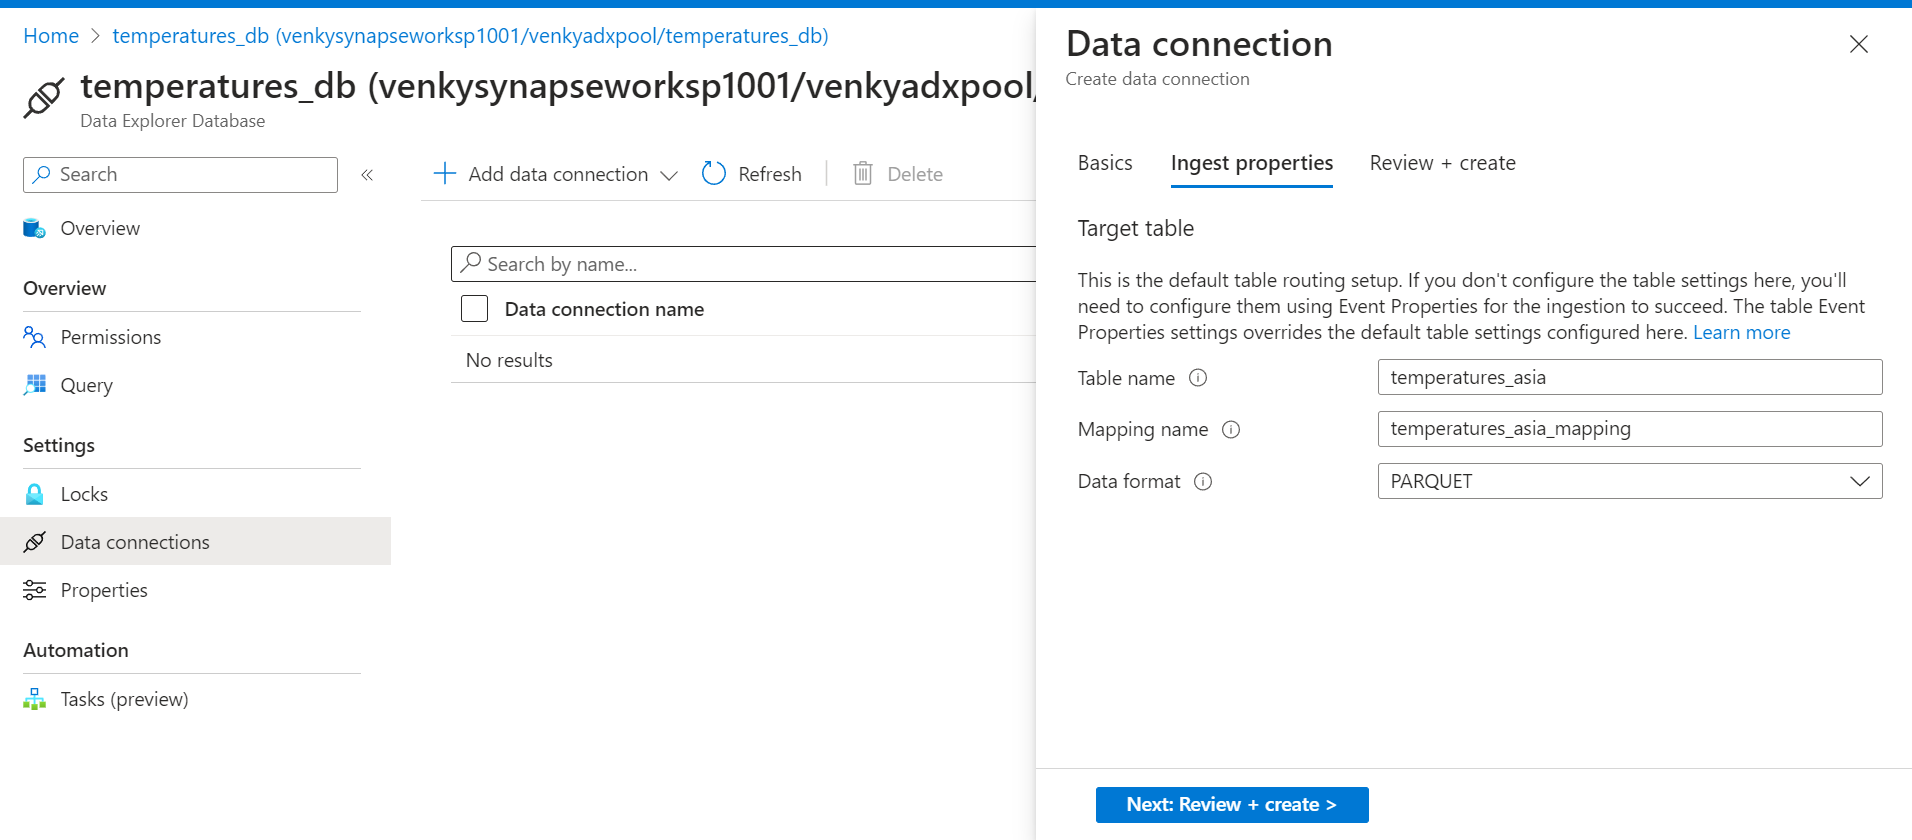 Home > temperatures_db (venkysynapseworksp1001/venkyadxpool/temperatures_db)
temperatures_db (venkysynapseworksp1001/venkyadxpool/
Data Explorer Database
Search
«
Overview
Overview
Permissions
Query
Settings
Locks
Data connections
Properties
Automation
Tasks (preview)
Add data connection
Refresh
Delete
Search by name...
Data connection name
No results
Data connection
Create data connection
Basics
Ingest properties
Review + create
Target table
This is the default table routing setup. If you don't configure the table settings here, you'll
need to configure them using Event Properties for the ingestion to succeed. The table Event
Properties settings overrides the default table settings configured here. Learn more
Table name
temperatures_asia
Mapping name
temperatures_asia_mapping
Data format
PARQUET
Next: Review + create >